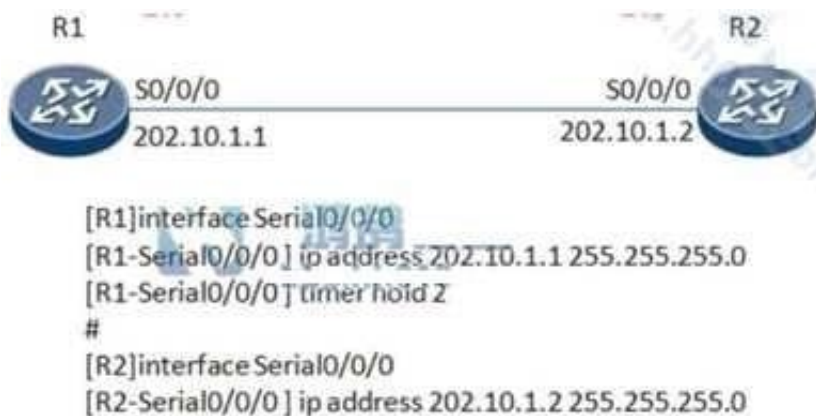 R1
R2
S0/0/0
S0/0/0
202.10.1.1
202.10.1.2
[R1]interface Serial0/0/0
[R1-Serial0/0/0 ] ip address 202.10.1.1 255.255.255.0
[R1-Serial0/0/0 ] timer hold 2
#
[R2]interface Serial0/0/0
[R2-Serial0/0/0 ] ip address 202.10.1.2 255.255.255.0